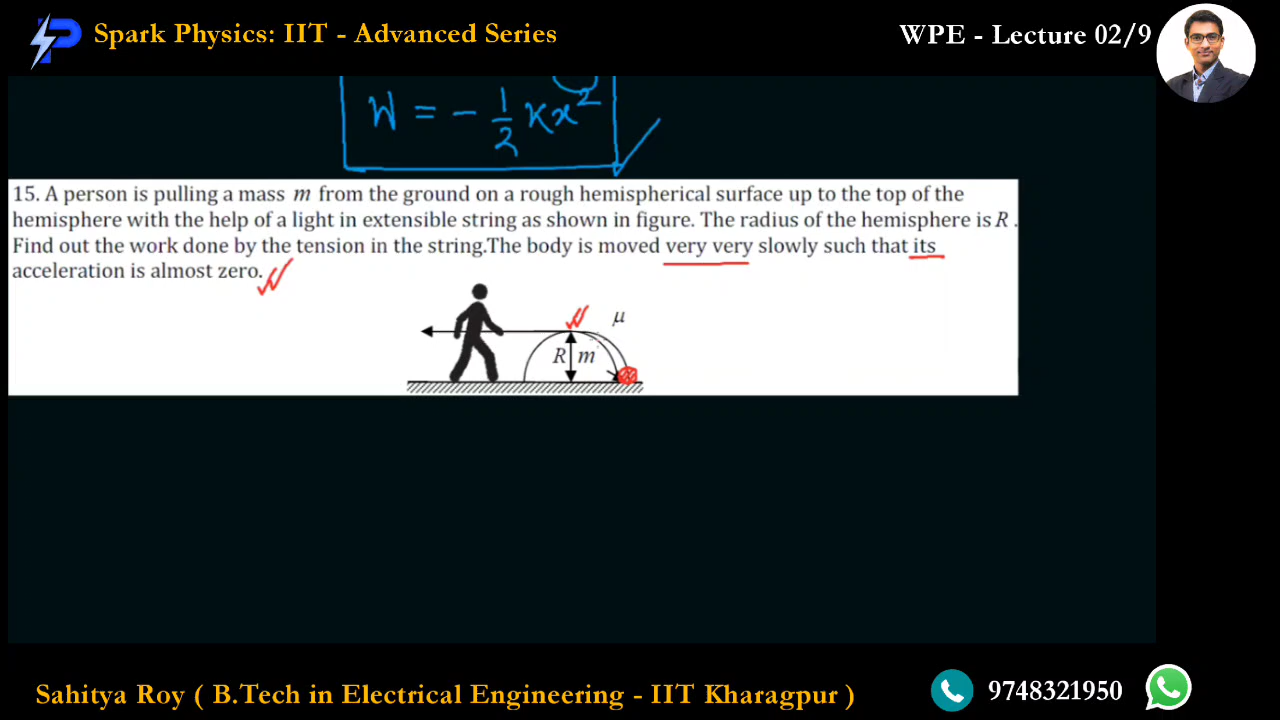 Spark Physics: IIT - Advanced Series
WPE - Lecture 02/9
W = - 1/2 Kx²
15. A person is pulling a mass m from the ground on a rough hemispherical surface up to the top of the
hemisphere with the help of a light in extensible string as shown in figure. The radius of the hemisphere is R .
Find out the work done by the tension in the string.The body is moved very very slowly such that its
acceleration is almost zero.
μ
R m
Sahitya Roy ( B.Tech in Electrical Engineering - IIT Kharagpur )
9748321950